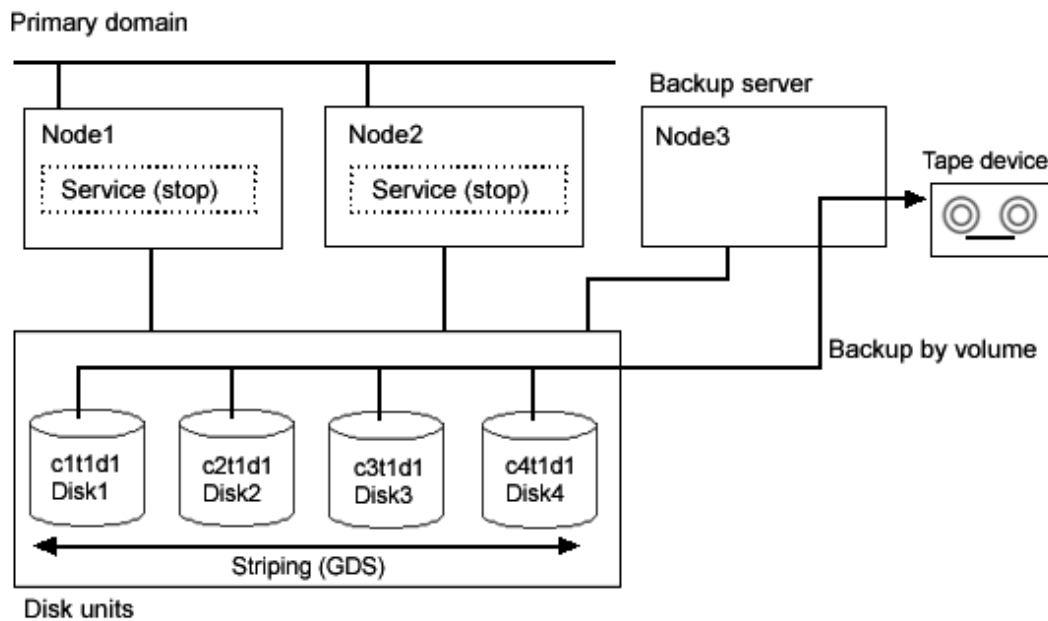 Primary domain
Backup server
Node1
Node2
Node3
Service (stop)
Service (stop)
Tape device
Backup by volume
c1t1d1
Disk1
c2t1d1
Disk2
c3t1d1
Disk3
c4t1d1
Disk4
Striping (GDS)
Disk units